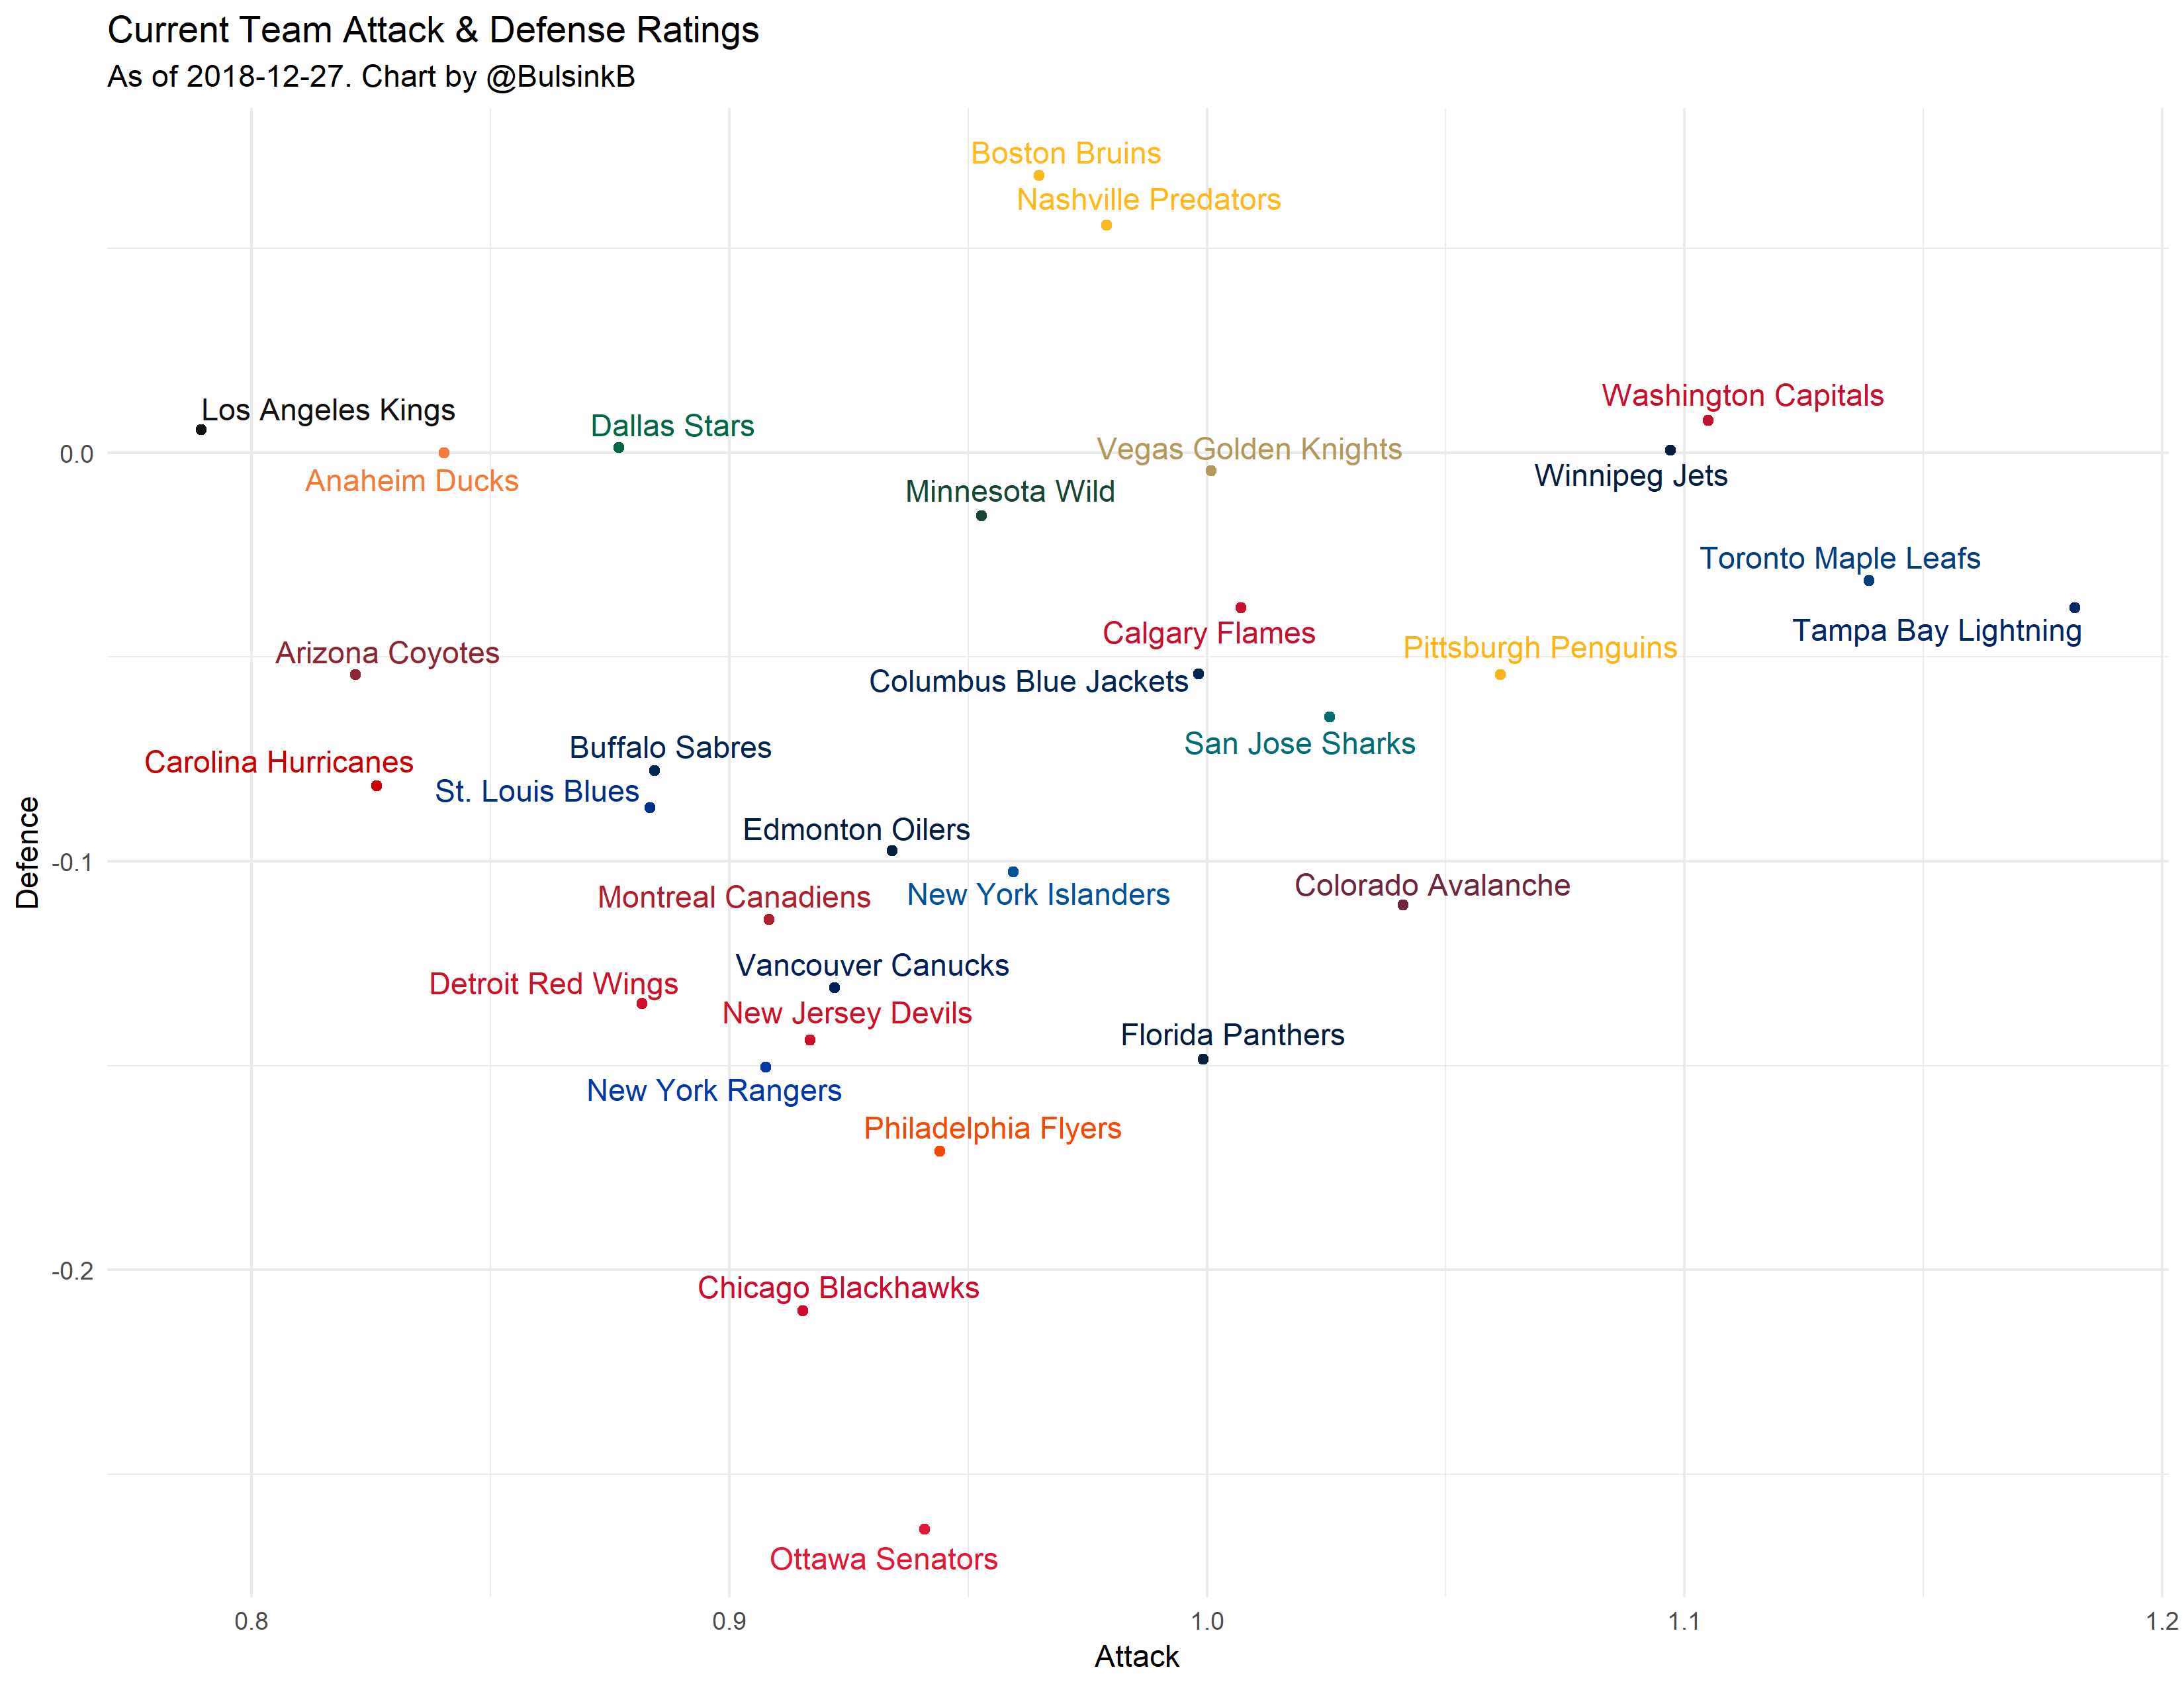 Current Team Attack & Defense Ratings
As of 2018-12-27. Chart by @BulsinkB
Boston Bruins
Nashville Predators
Washington Capitals
Los Angeles Kings
Dallas Stars
Vegas Golden Knights
0.0
Anaheim Ducks
Winnipeg Jets
Minnesota Wild
Toronto Maple Leafs
Tampa Bay Lightning
Calgary Flames
Pittsburgh Penguins
Arizona Coyotes
Columbus Blue Jackets
San Jose Sharks
Buffalo Sabres
Carolina Hurricanes
St. Louis Blues
Edmonton Oilers
Defence
-0.1
Colorado Avalanche
New York Islanders
Montreal Canadiens
Vancouver Canucks
Detroit Red Wings
New Jersey Devils
Florida Panthers
New York Rangers
Philadelphia Flyers
-0.2
Chicago Blackhawks
Ottawa Senators
0.8
0.9
1.0
1.1
1.2
Attack